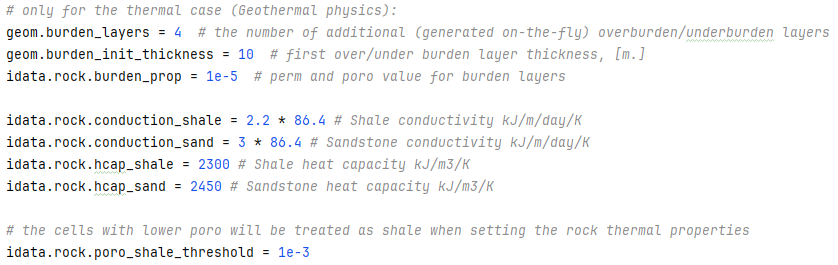 # only for the thermal case (Geothermal physics):
geom.burden_layers = 4  # the number of additional (generated on-the-fly) overburden/underburden layers
geom.burden_init_thickness = 10  # first over/under burden layer thickness, [m.]
idata.rock.burden_prop = 1e-5  # perm and poro value for burden layers
idata.rock.conduction_shale = 2.2 * 86.4 # Shale conductivity kJ/m/day/K
idata.rock.conduction_sand = 3 * 86.4 # Sandstone conductivity kJ/m/day/K
idata.rock.hcap_shale = 2300 # Shale heat capacity kJ/m3/K
idata.rock.hcap_sand = 2450 # Sandstone heat capacity kJ/m3/K
# the cells with lower poro will be treated as shale when setting the rock thermal properties
idata.rock.poro_shale_threshold = 1e-3